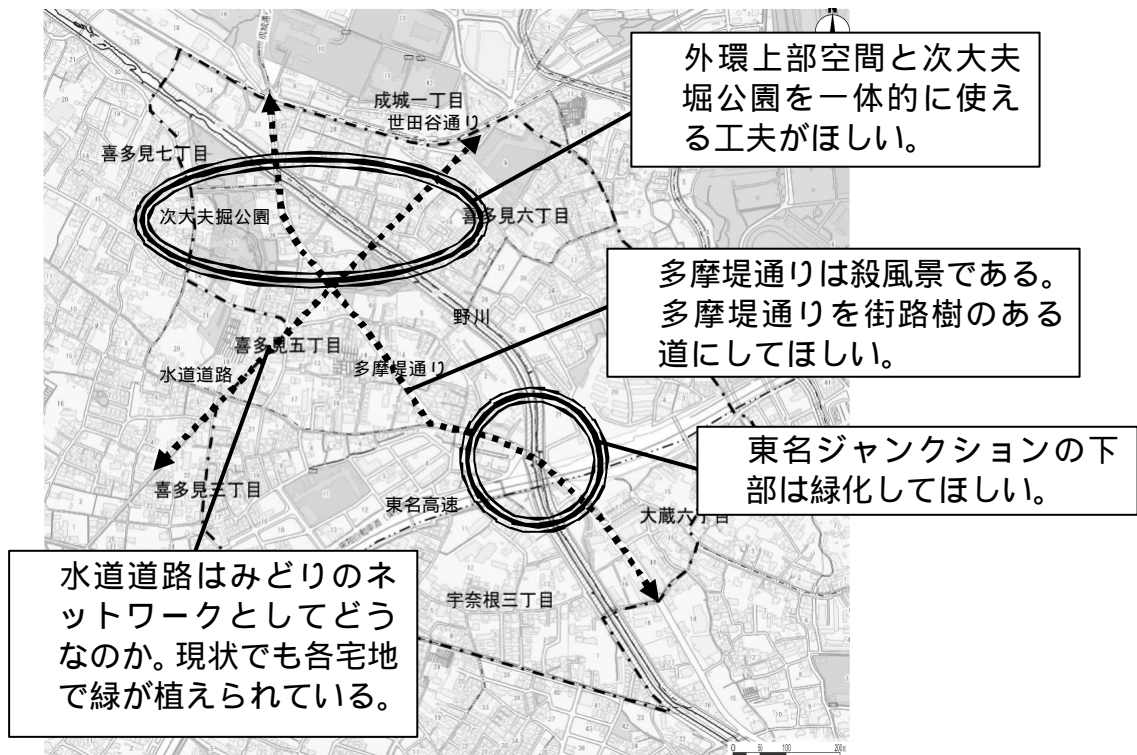 外環上部空間と次大夫
堀公園を一体的に使え
る工夫がほしい。
成城通り
成城一丁目
世田谷通り
喜多見七丁目
次大夫堀公園
喜多見六丁目
多摩堤通りは殺風景である。
多摩堤通りを街路樹のある
道にしてほしい。
野川
喜多見五丁目
水道道路
多摩堤通り
東名ジャンクションの下
部は緑化してほしい。
喜多見三丁目
東名高速
大蔵六丁目
水道道路はみどりのネ
ットワークとしてどう
なのか。現状でも各宅地
で緑が植えられている。
宇奈根三丁目
0 50 100 200m